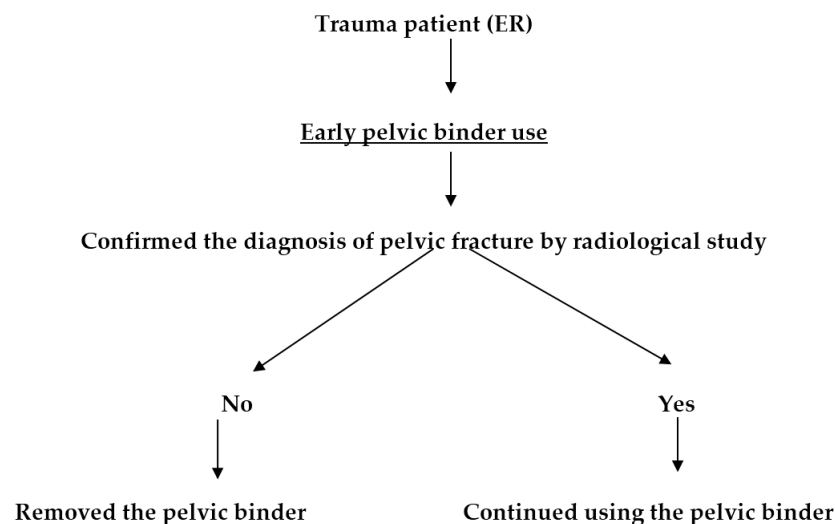 Trauma patient (ER)
Early pelvic binder use
Confirmed the diagnosis of pelvic fracture by radiological study
No
Yes
Removed the pelvic binder
Continued using the pelvic binder